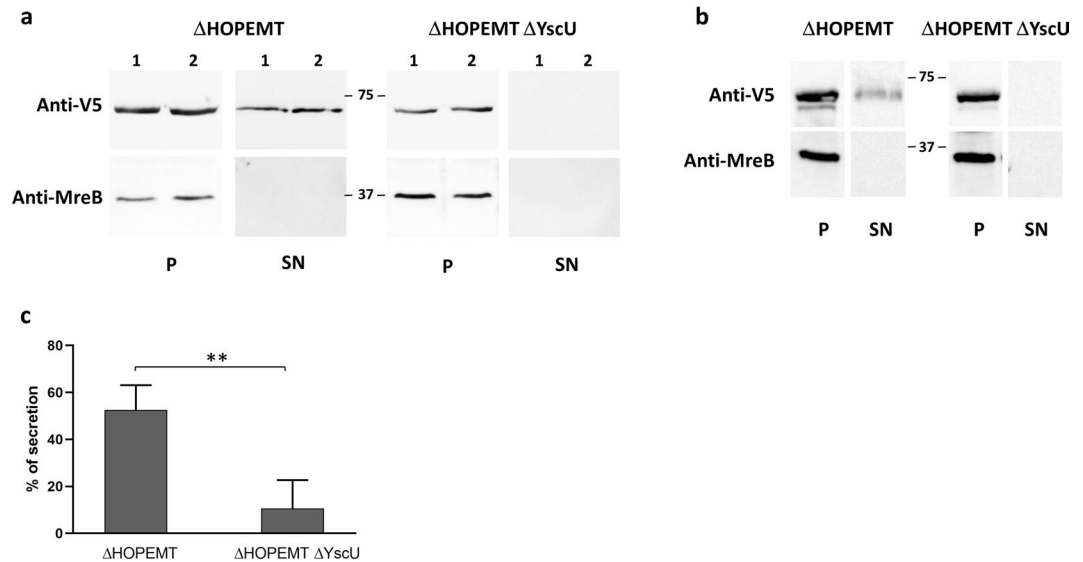 a
ΔHOPEMT ΔHOPEMT ΔYscU
1 2 1 2 1 2 1 2
Anti-V5 – 75 –
Anti-MreB – 37 –
P SN P SN
b
ΔHOPEMT ΔHOPEMT ΔYscU
Anti-V5 – 75 –
Anti-MreB – 37 –
P SN P SN
c
% of secretion
80
60
40
20
0
**
ΔHOPEMT ΔHOPEMT ΔYscU